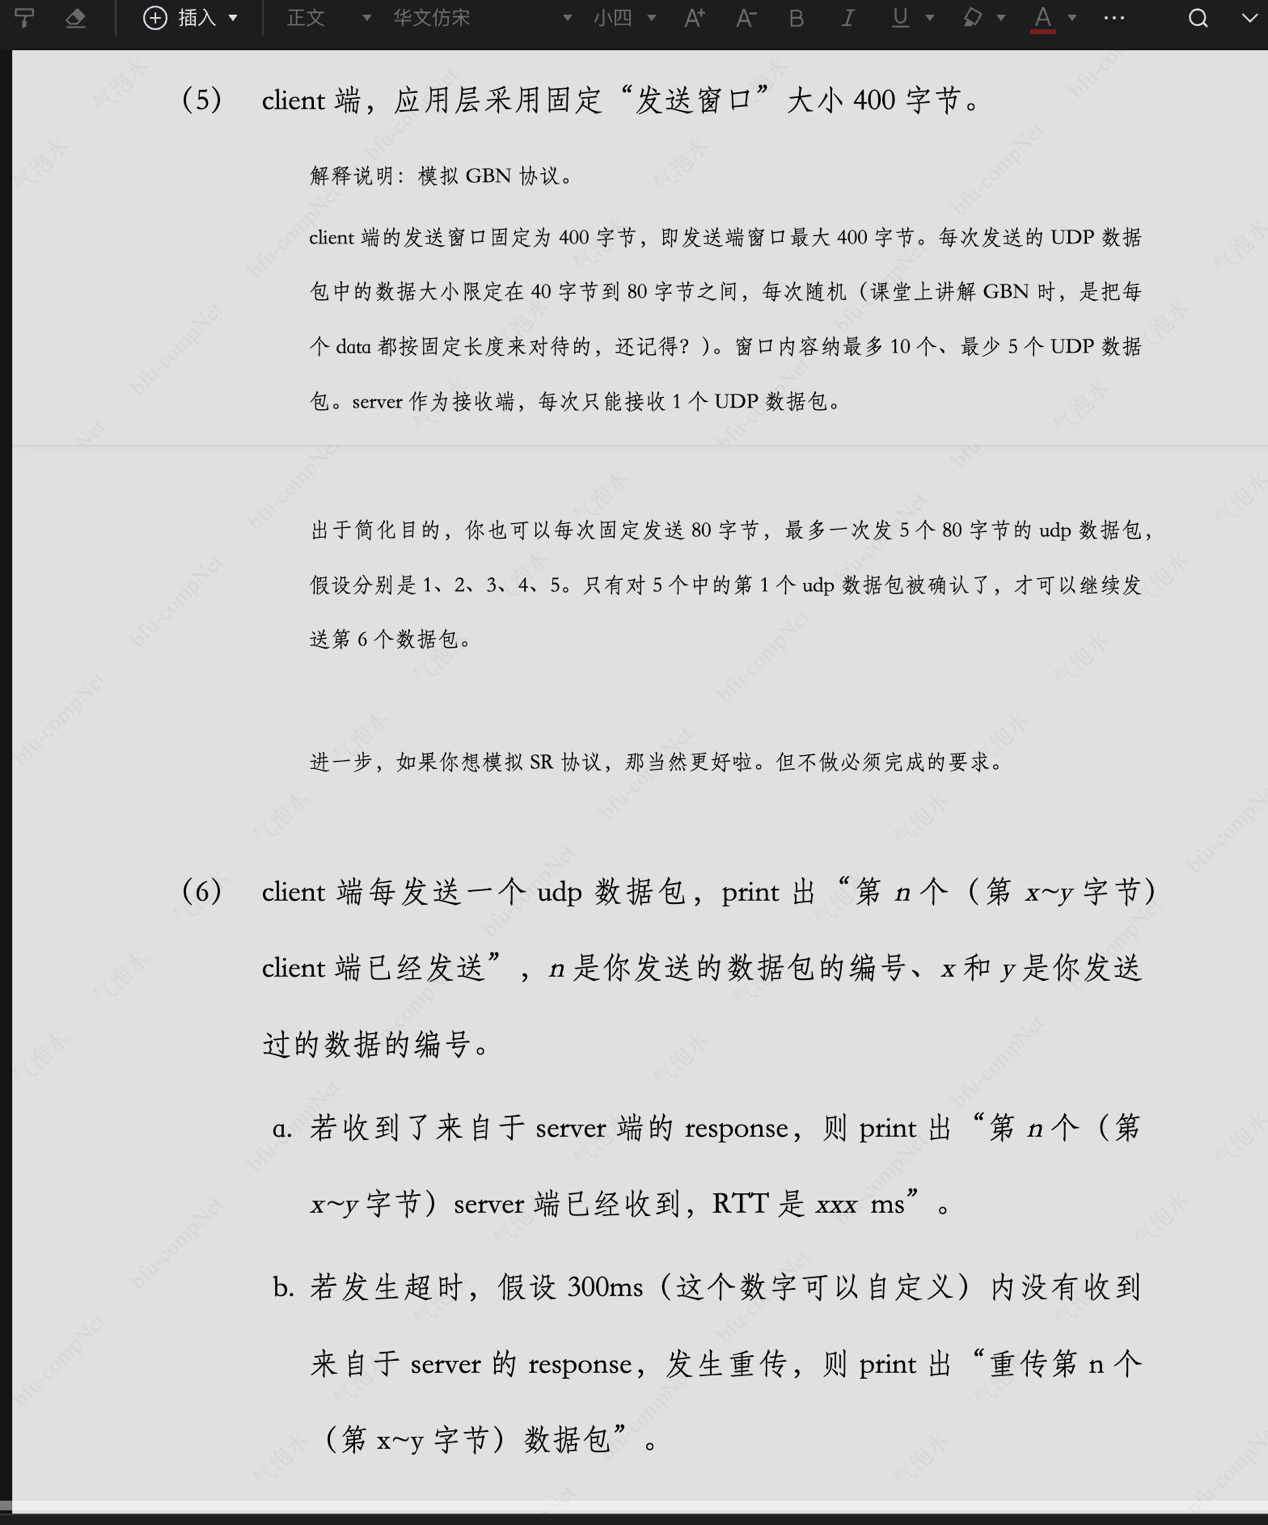 插入 正文 华文仿宋 小四 A+ A- B I U A ...
（5） client 端，应用层采用固定“发送窗口”大小 400 字节。
解释说明：模拟 GBN 协议。
client 端的发送窗口固定为 400 字节，即发送端窗口最大 400 字节。每次发送的 UDP 数据
包中的数据大小限定在 40 字节到 80 字节之间，每次随机（课堂上讲解 GBN 时，是把每
个 data 都按固定长度来对待的，还记得？）。窗口内容纳最多 10 个、最少 5 个 UDP 数据
包。server 作为接收端，每次只能接收 1 个 UDP 数据包。
出于简化目的，你也可以每次固定发送 80 字节，最多一次发 5 个 80 字节的 udp 数据包，
假设分别是 1、2、3、4、5。只有对 5 个中的第 1 个 udp 数据包被确认了，才可以继续发
送第 6 个数据包。
进一步，如果你想模拟 SR 协议，那当然更好啦。但不做必须完成的要求。
（6） client 端每发送一个 udp 数据包，print 出“第 n 个（第 x~y 字节）
client 端已经发送”，n 是你发送的数据包的编号、x 和 y 是你发送
过的数据的编号。
a. 若收到了来自于 server 端的 response，则 print 出“第 n 个（第
x~y 字节）server 端已经收到，RTT 是 xxx ms”。
b. 若发生超时，假设 300ms（这个数字可以自定义）内没有收到
来自于 server 的 response，发生重传，则 print 出“重传第 n 个
（第 x~y 字节）数据包”。
气泡水
bfu-compNet